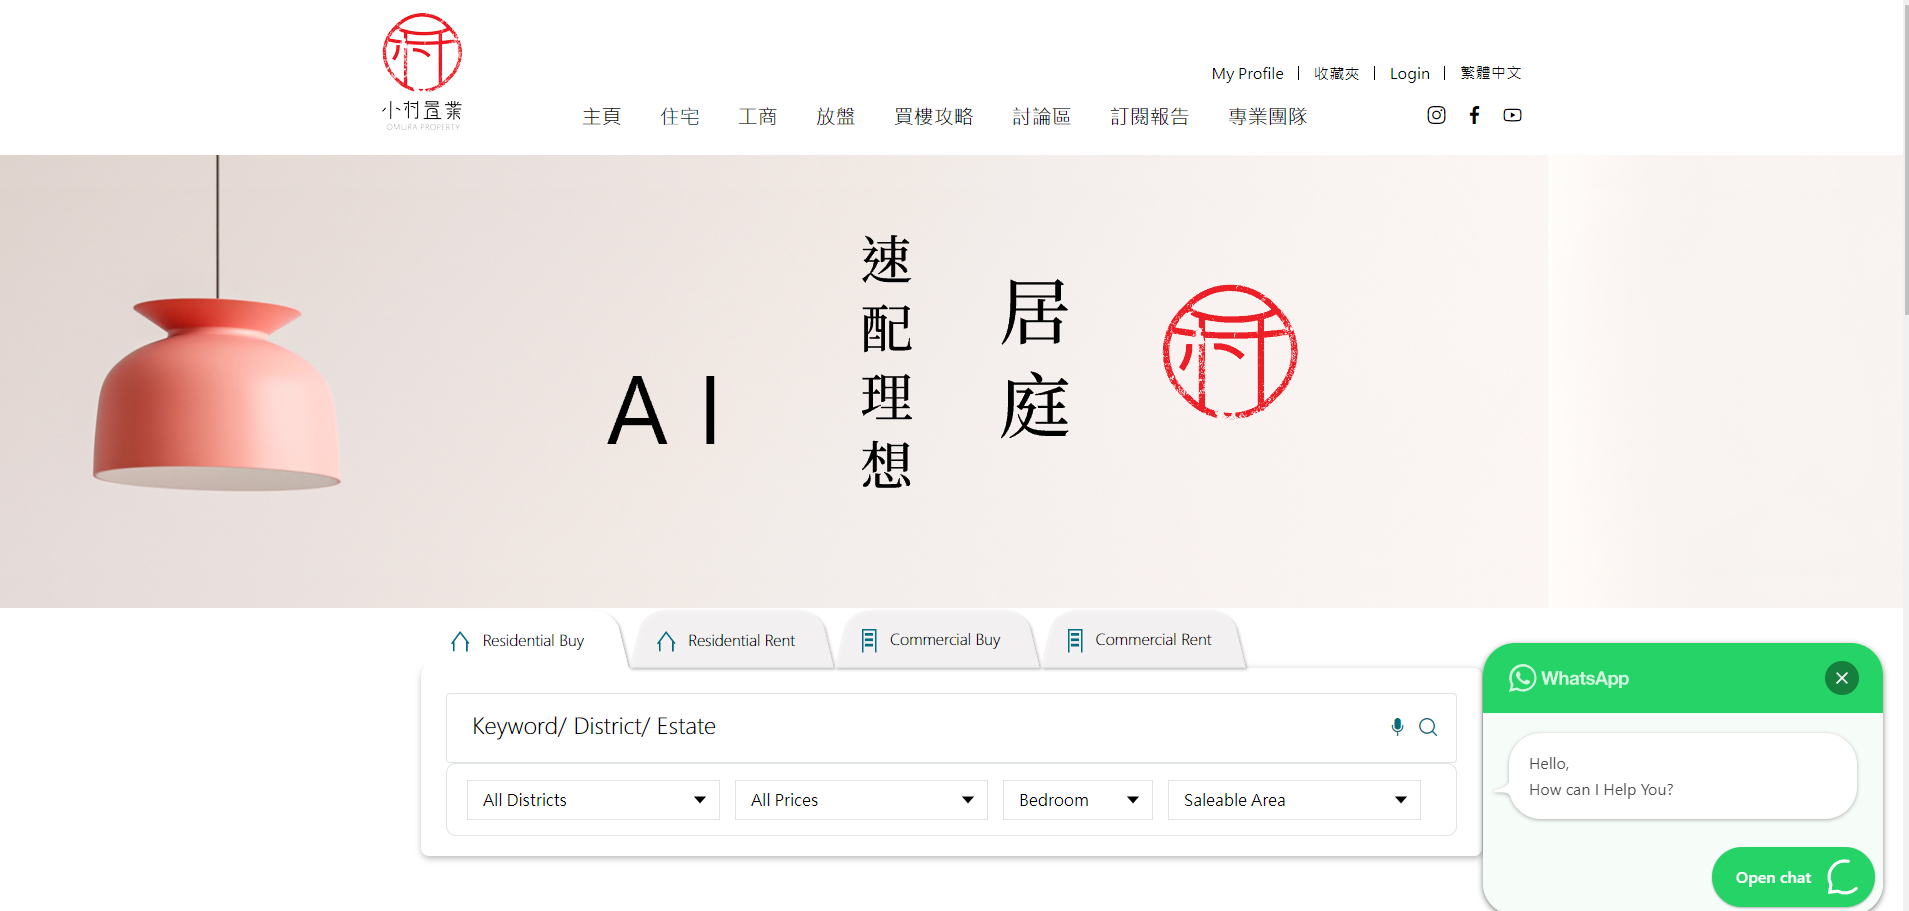 小村置業
OMURA PROPERTY
My Profile | 收藏夾 | Login | 繁體中文
主頁 住宅 工商 放盤 買樓攻略 討論區 訂閱報告 專業團隊
AI
速配理想
居庭
Residential Buy
Residential Rent
Commercial Buy
Commercial Rent
Keyword/ District/ Estate
All Districts
All Prices
Bedroom
Saleable Area
WhatsApp
Hello,
How can I Help You?
Open chat